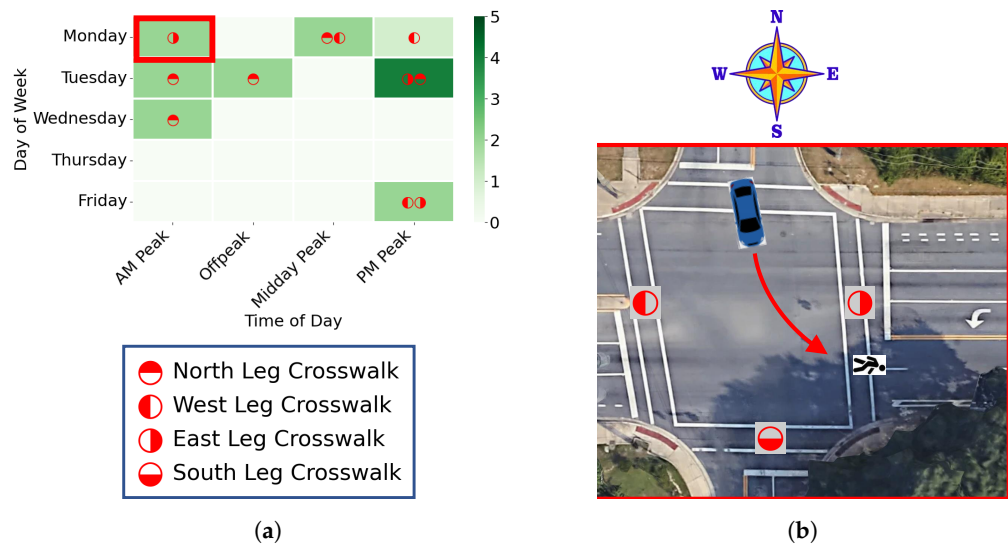 Day of Week
Monday
Tuesday
Wednesday
Thursday
Friday
AM Peak
Offpeak
Midday Peak
PM Peak
Time of Day
5
4
3
2
1
0
North Leg Crosswalk
West Leg Crosswalk
East Leg Crosswalk
South Leg Crosswalk
(a)
N
W E
S
(b)